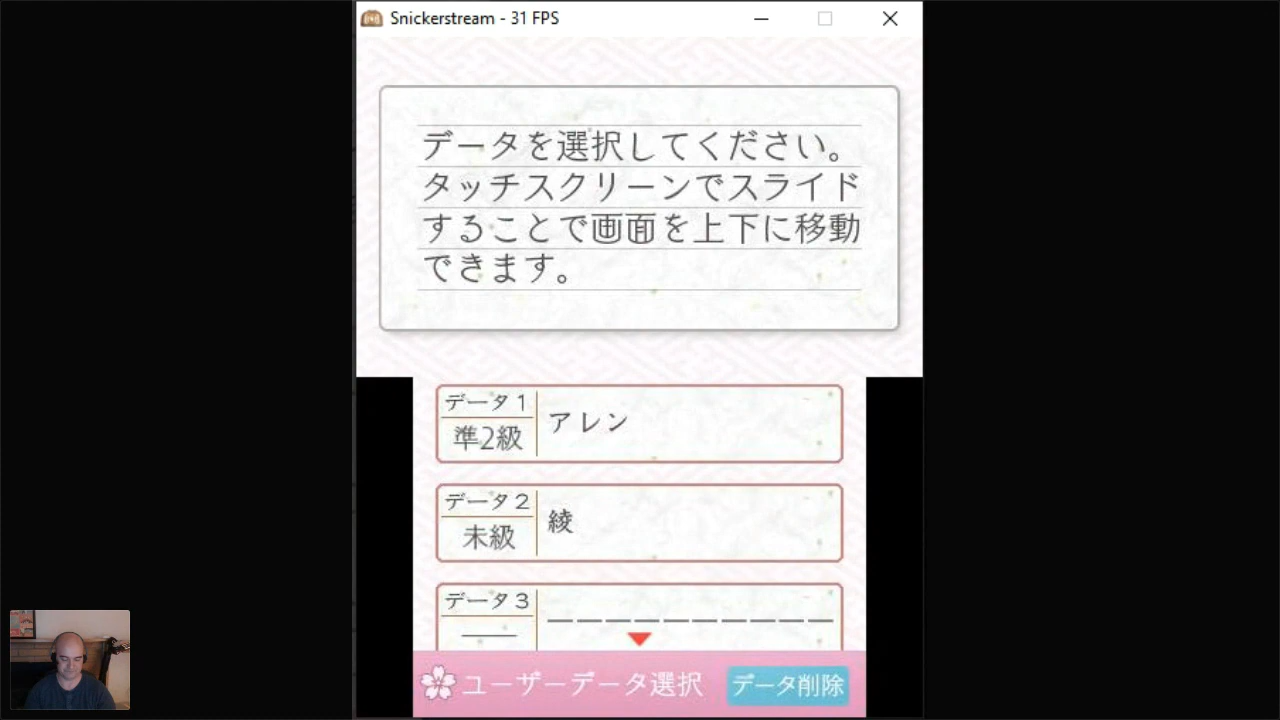 Snickerstream - 31 FPS
データを選択してください。
タッチスクリーンでスライド
することで画面を上下に移動
できます。
データ1
準2級
アレン
データ2
未級
綾
データ3
ユーザーデータ選択
データ削除